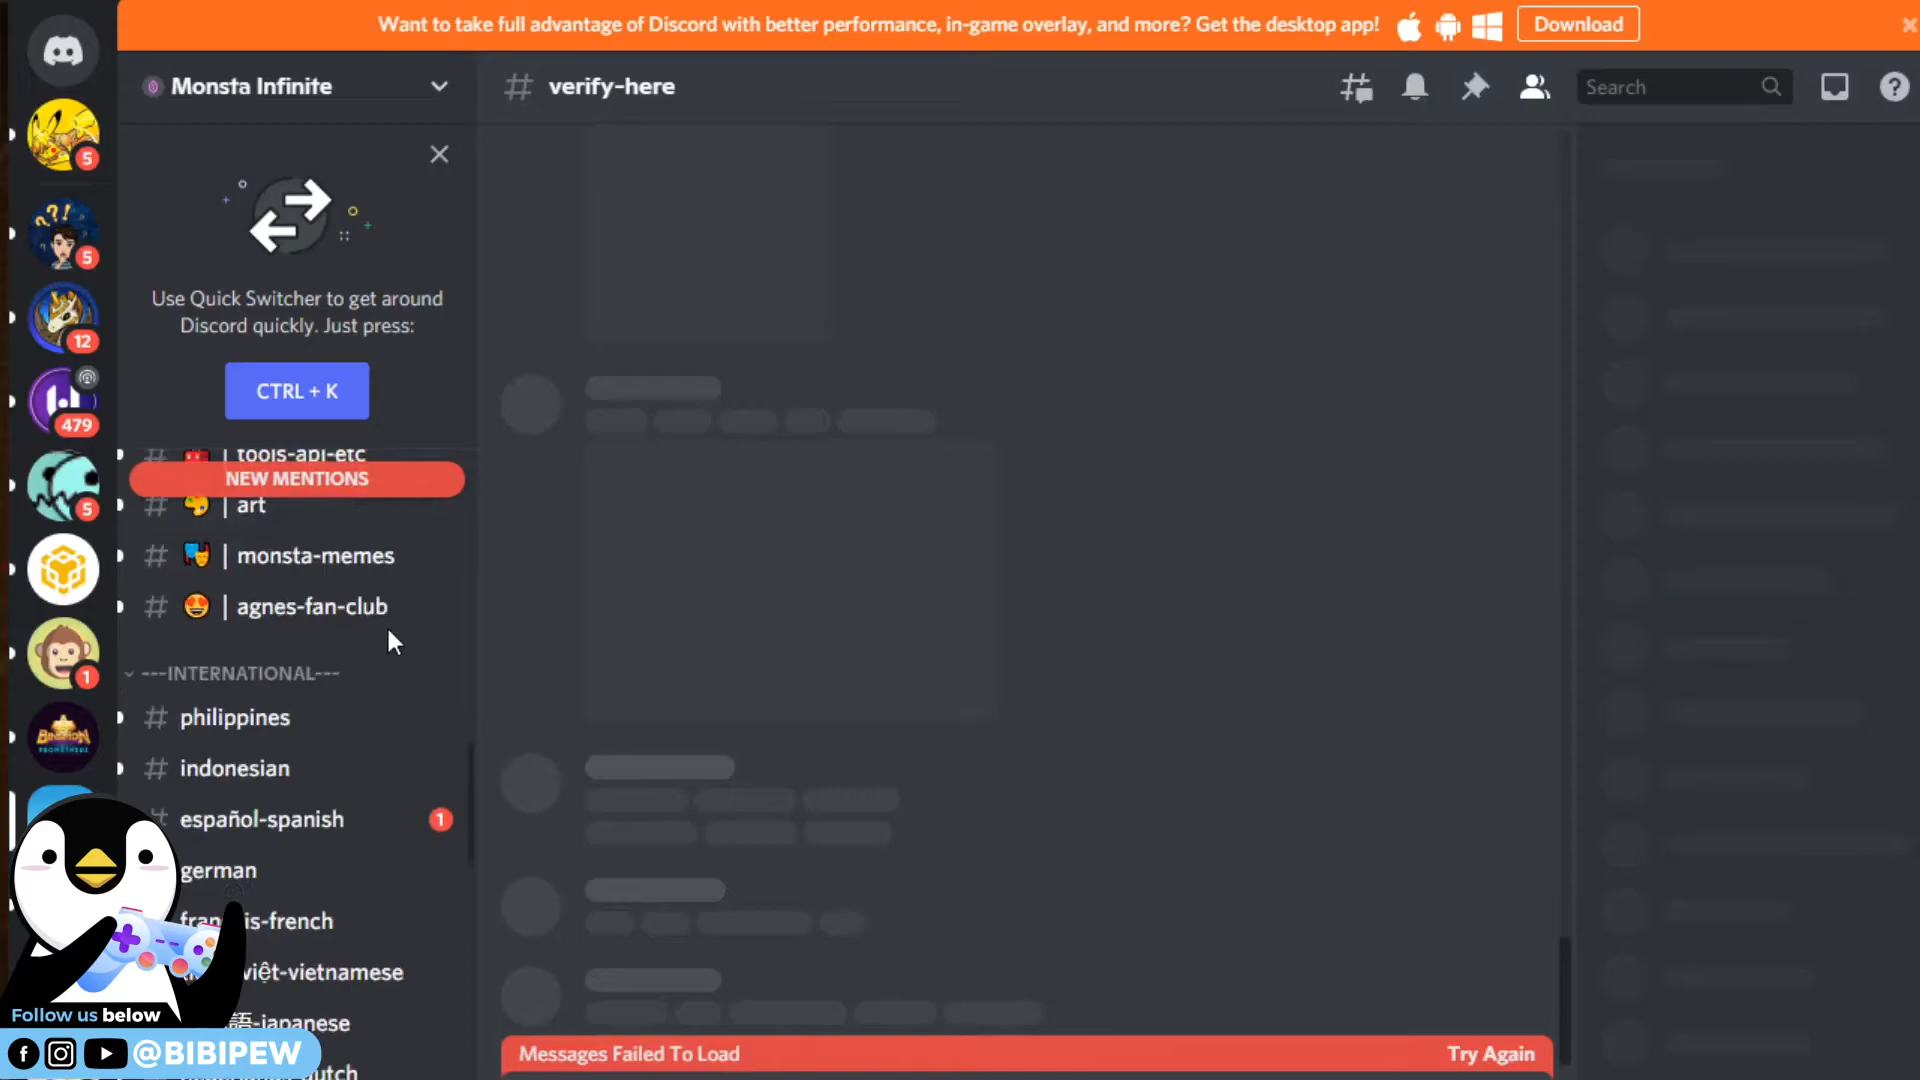 Want to take full advantage of Discord with better performance, in-game overlay, and more? Get the desktop app!
Download
Monsta Infinite
verify-here
Search
5
5
12
479
5
1
Use Quick Switcher to get around
Discord quickly. Just press:
CTRL + K
| tools-api-etc
NEW MENTIONS
| art
| monsta-memes
| agnes-fan-club
---INTERNATIONAL---
philippines
indonesian
español-spanish
1
german
việt-vietnamese
語-japanese
BINEMON
PROMETHEUS
Messages Failed To Load
Try Again
Follow us below
@BIBIPEW